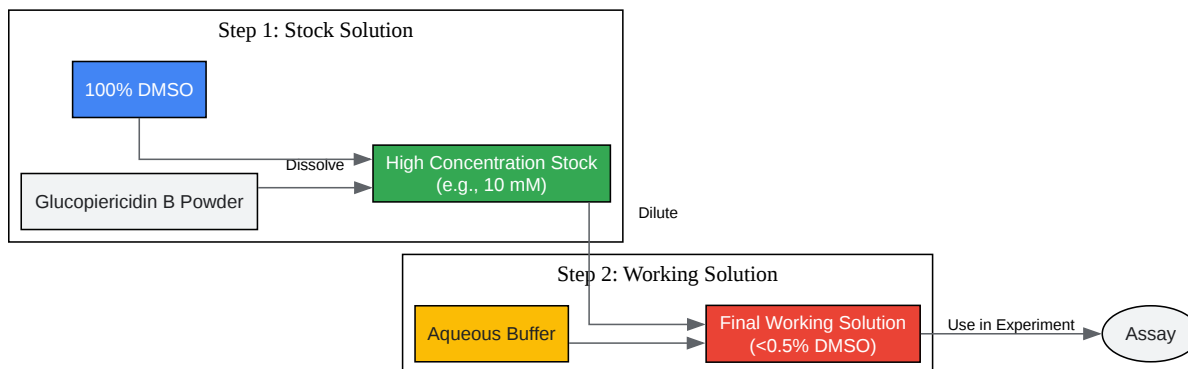 Step 1: Stock Solution
100% DMSO
Dissolve
High Concentration Stock
(e.g., 10 mM)
Glucopiericidin B Powder
Dilute
Step 2: Working Solution
Aqueous Buffer
Final Working Solution
(<0.5% DMSO)
Use in Experiment
Assay